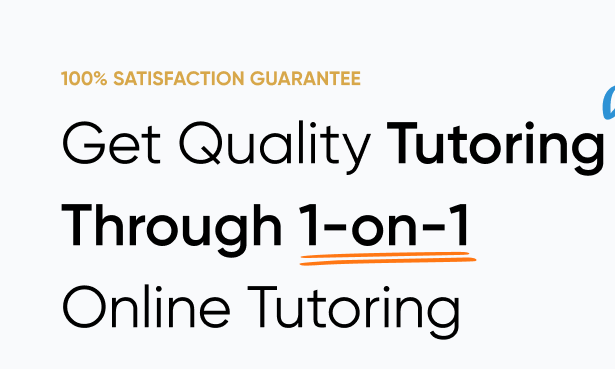 100% SATISFACTION GUARANTEE
Get Quality Tutoring
Through 1-on-1
Online Tutoring